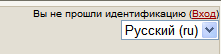 Вы не прошли идентификацию (Вход)
Русский (ru)